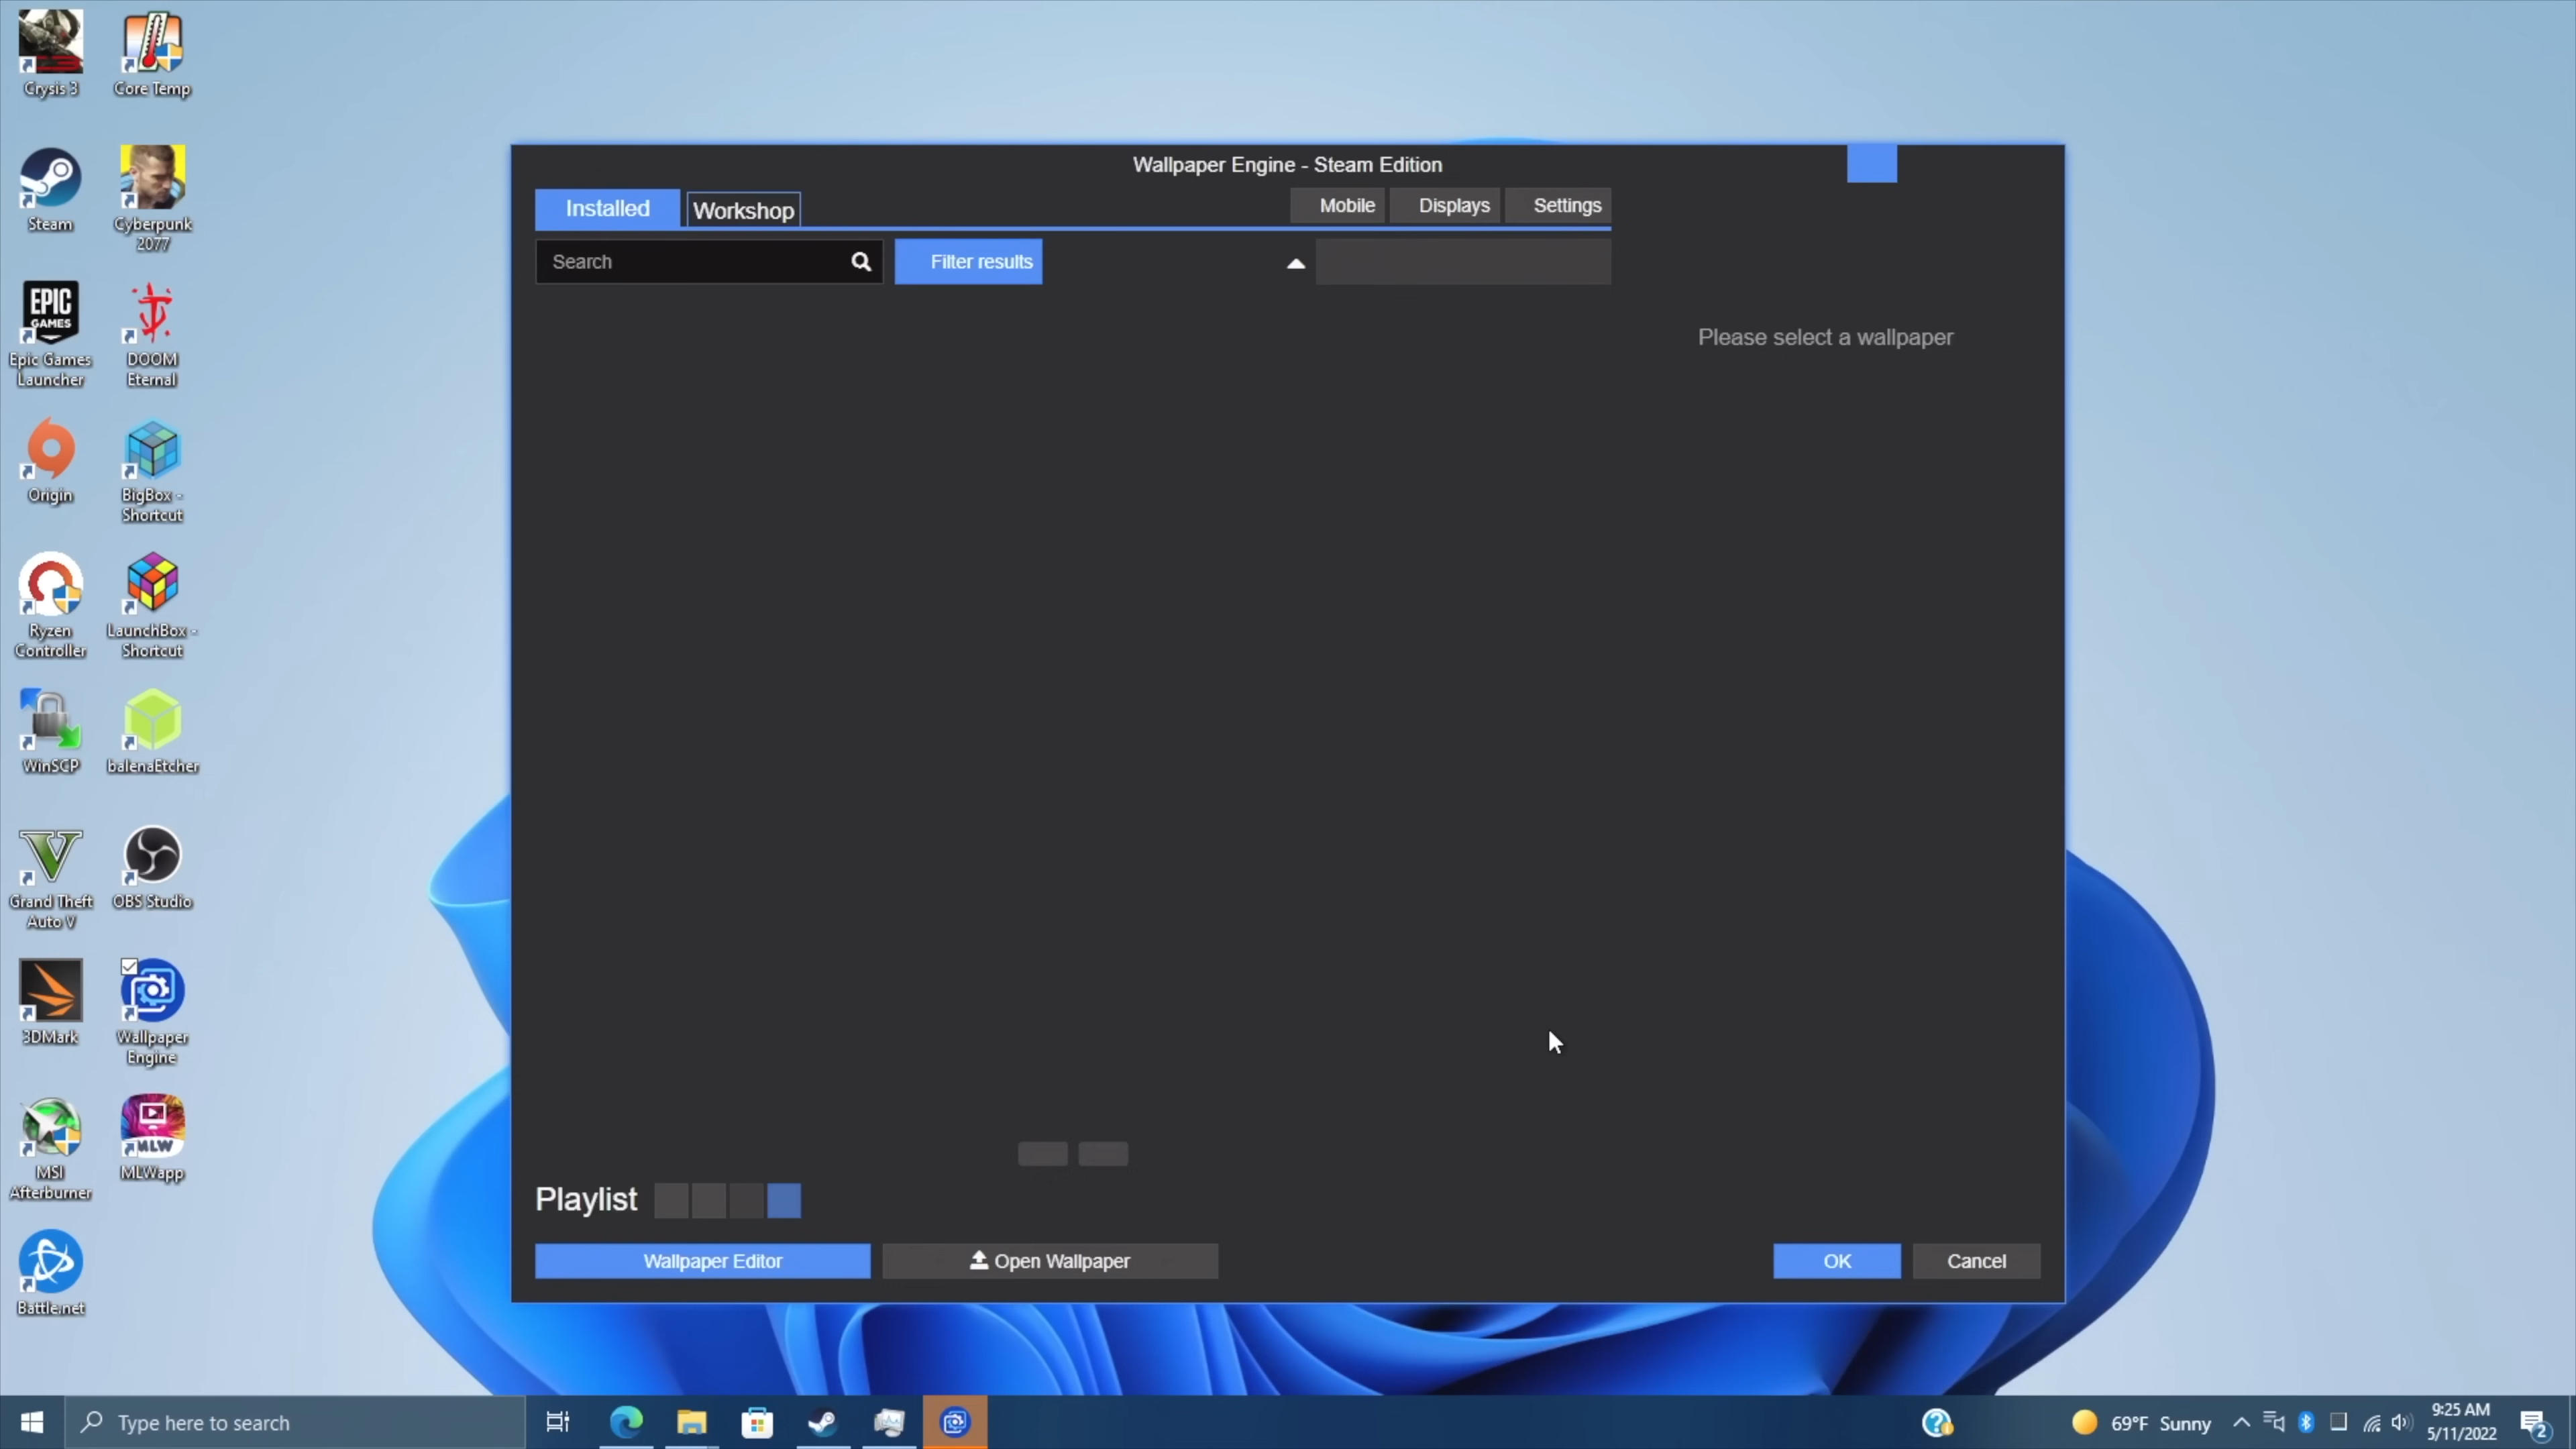 Crysis 3
Core Temp
Steam
Cyberpunk
2077
EPIC
GAMES
Epic Games
Launcher
DOOM
Eternal
Origin
BigBox -
Shortcut
Ryzen
Controller
LaunchBox -
Shortcut
WinSCP
balenaEtcher
Grand Theft
Auto V
OBS Studio
3DMark
Wallpaper
Engine
MSI
Afterburner
MLW
MLWapp
Battle.net
Wallpaper Engine - Steam Edition
Installed
Workshop
Mobile
Displays
Settings
Search
Filter results
Please select a wallpaper
Playlist
Wallpaper Editor
Open Wallpaper
OK
Cancel
Type here to search
69°F Sunny
9:25 AM
5/11/2022
2